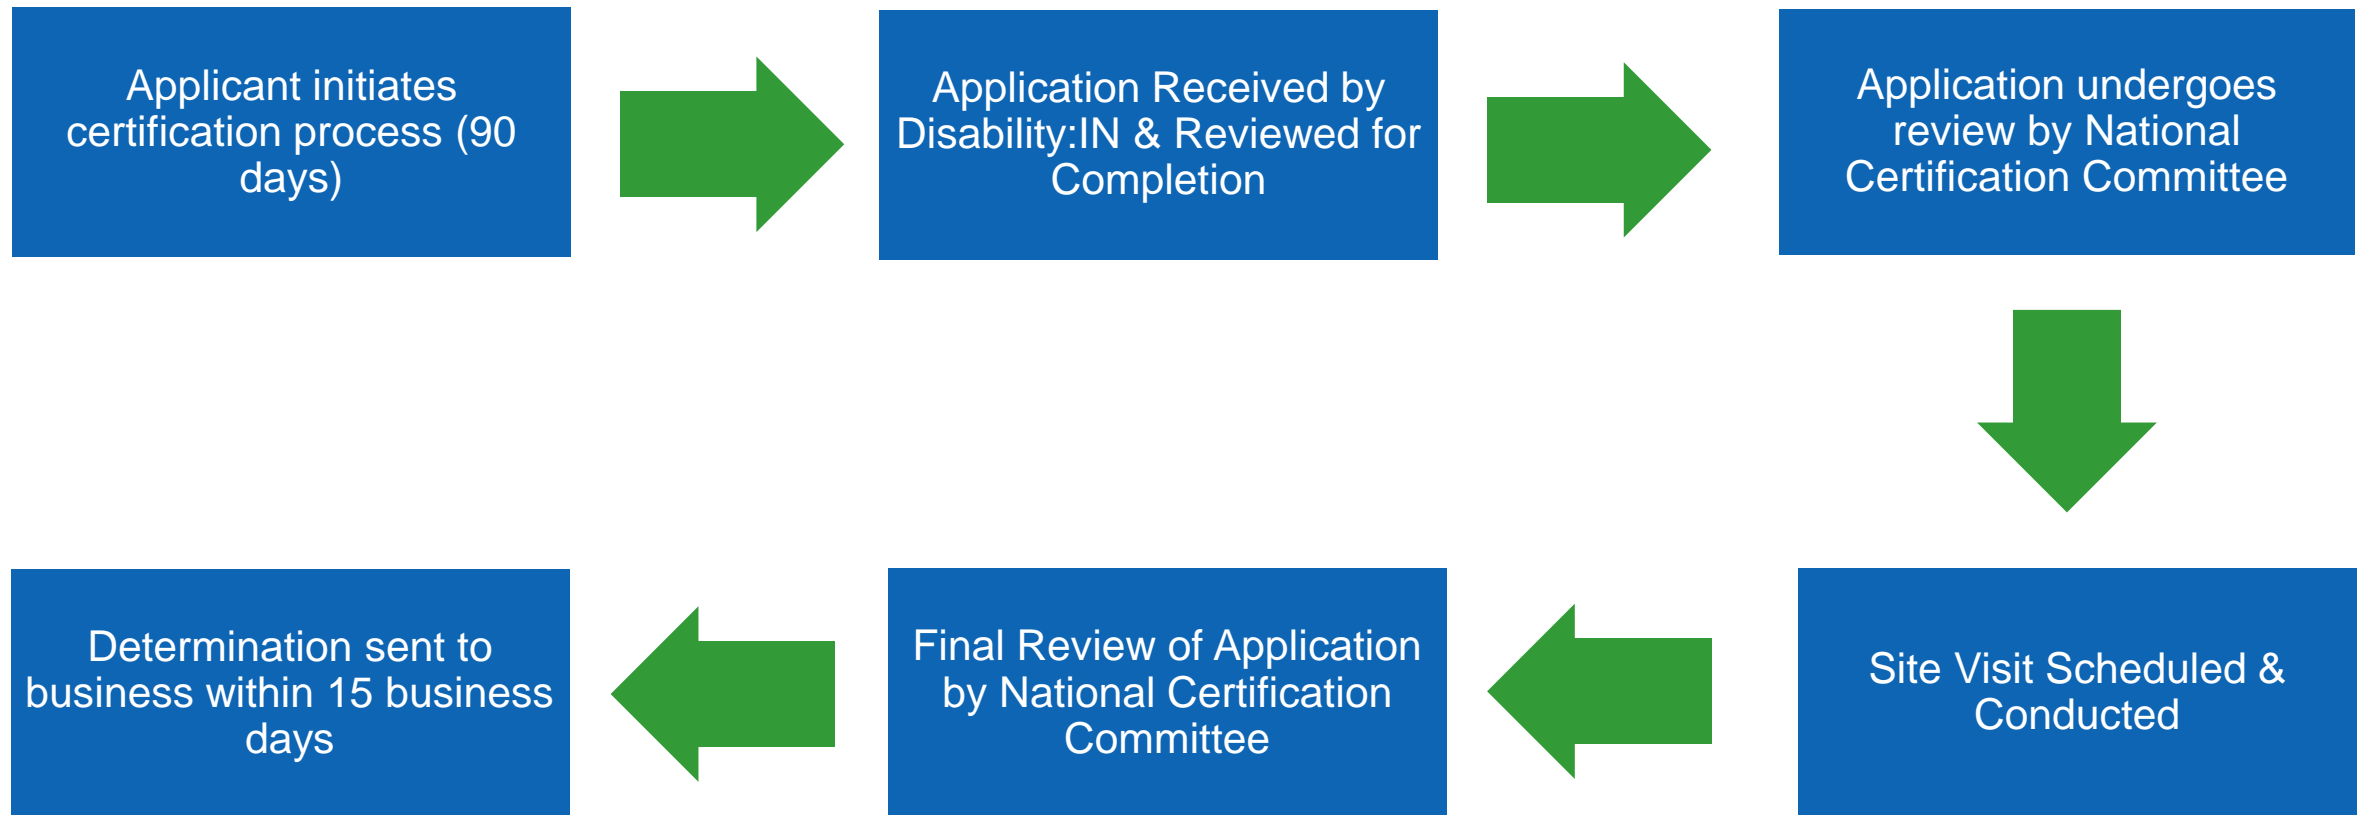 Applicant initiates
certification process (90
days)
Application Received by
Disability:IN & Reviewed for
Completion
Application undergoes
review by National
Certification Committee
Site Visit Scheduled &
Conducted
Final Review of Application
by National Certification
Committee
Determination sent to
business within 15 business
days